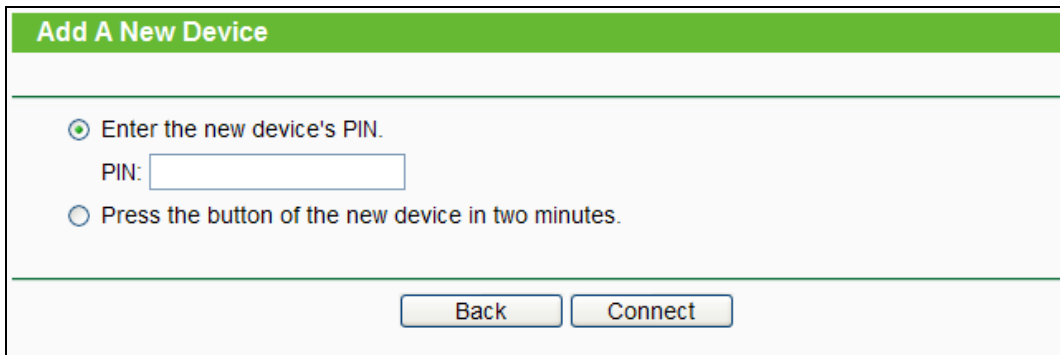 Add A New Device
Enter the new device's PIN.
PIN:
Press the button of the new device in two minutes.
Back Connect